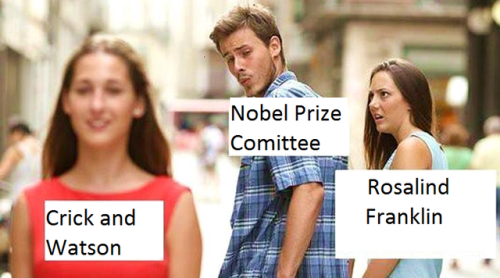 Nobel Prize
Comittee
Rosalind
Franklin
Crick and
Watson